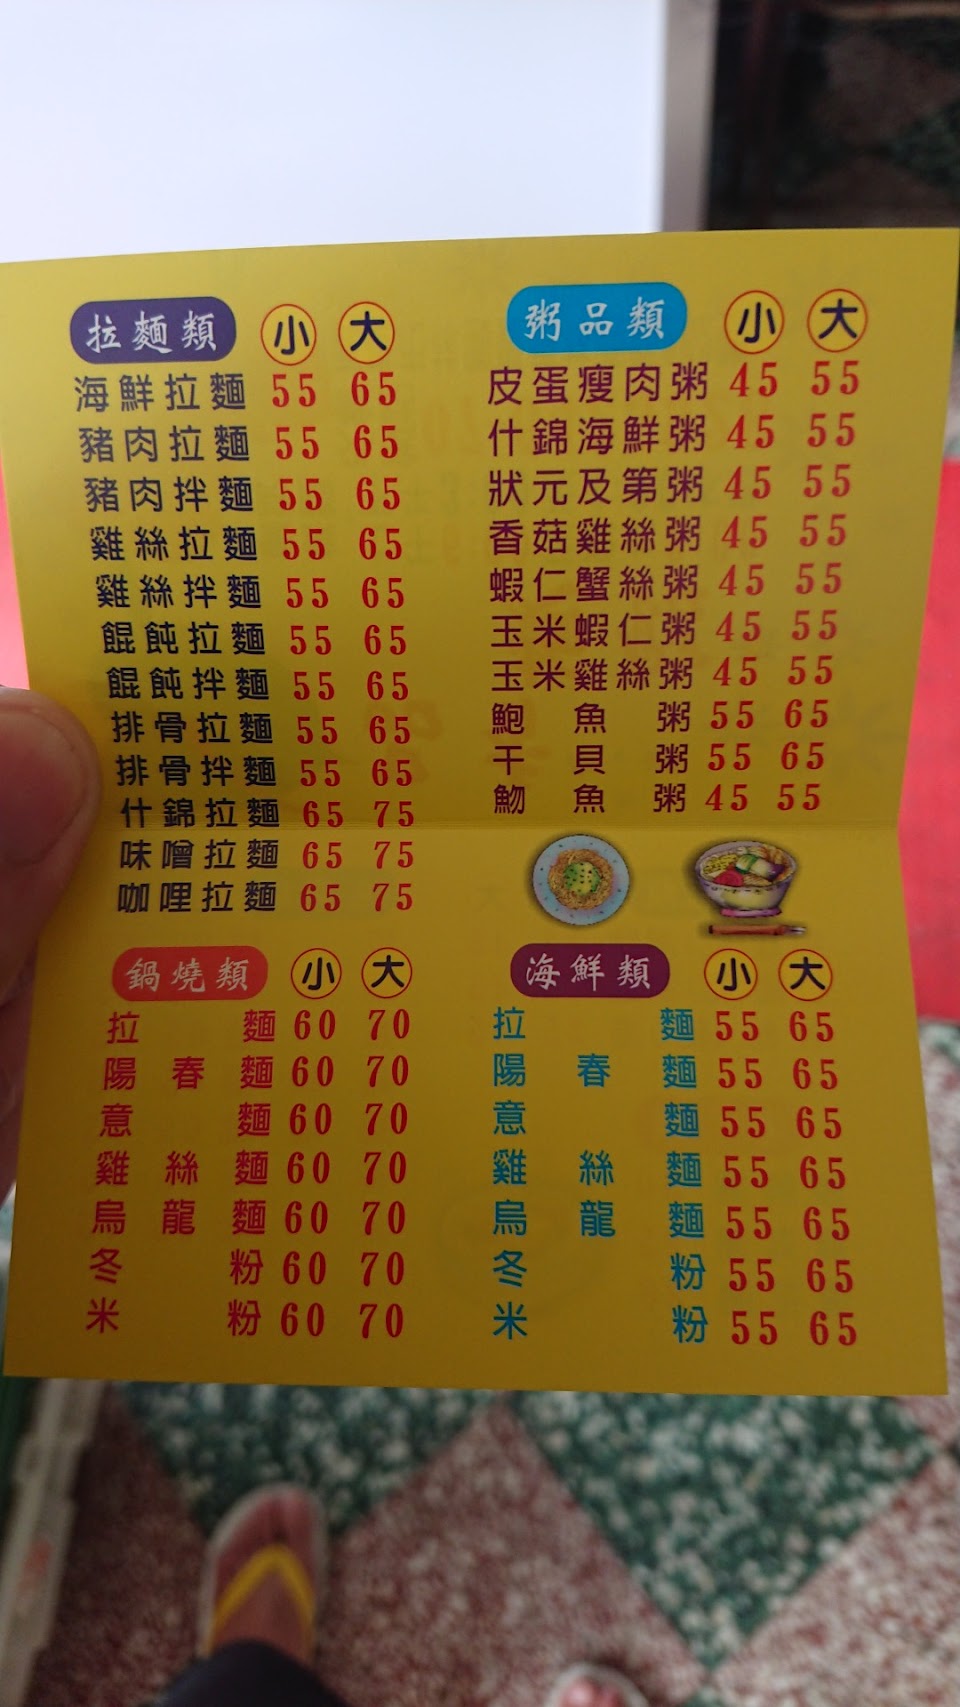 拉麵類 小 大
海鮮拉麵 55 65
豬肉拉麵 55 65
豬肉拌麵 55 65
雞絲拉麵 55 65
雞絲拌麵 55 65
餛飩拉麵 55 65
餛飩拌麵 55 65
排骨拉麵 55 65
排骨拌麵 55 65
什錦拉麵 65 75
味噌拉麵 65 75
咖哩拉麵 65 75
粥品類 小 大
皮蛋瘦肉粥 45 55
什錦海鮮粥 45 55
狀元及第粥 45 55
香菇雞絲粥 45 55
蝦仁蟹絲粥 45 55
玉米蝦仁粥 45 55
玉米雞絲粥 45 55
鮑魚粥 55 65
干貝粥 55 65
魩魚粥 45 55
鍋燒類 小 大
拉麵 60 70
陽春麵 60 70
意麵 60 70
雞絲麵 60 70
烏龍麵 60 70
冬粉 60 70
米粉 60 70
海鮮類 小 大
拉麵 55 65
陽春麵 55 65
意麵 55 65
雞絲麵 55 65
烏龍麵 55 65
冬粉 55 65
米粉 55 65